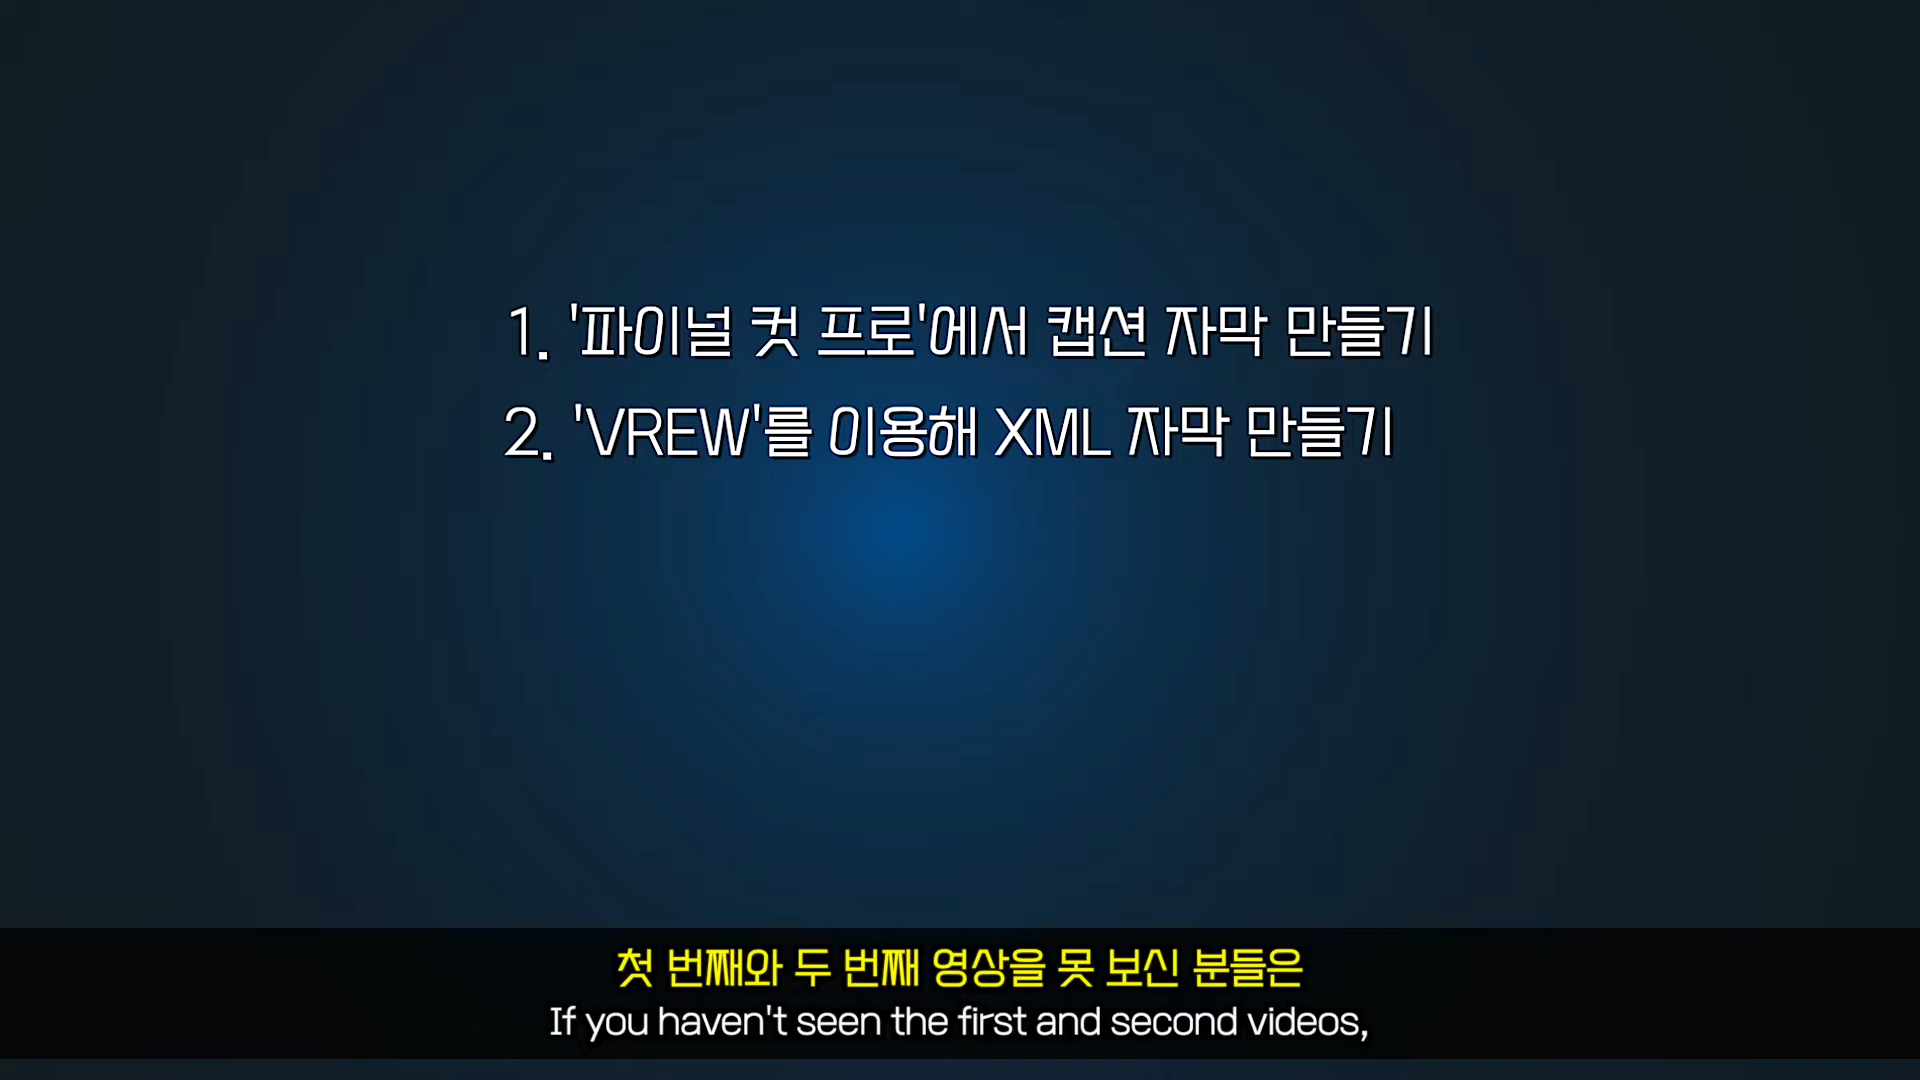 1. '파이널 컷 프로'에서 캡션 자막 만들기
2. 'VREW'를 이용해 XML 자막 만들기
첫 번째와 두 번째 영상을 못 보신 분들은
If you haven't seen the first and second videos,